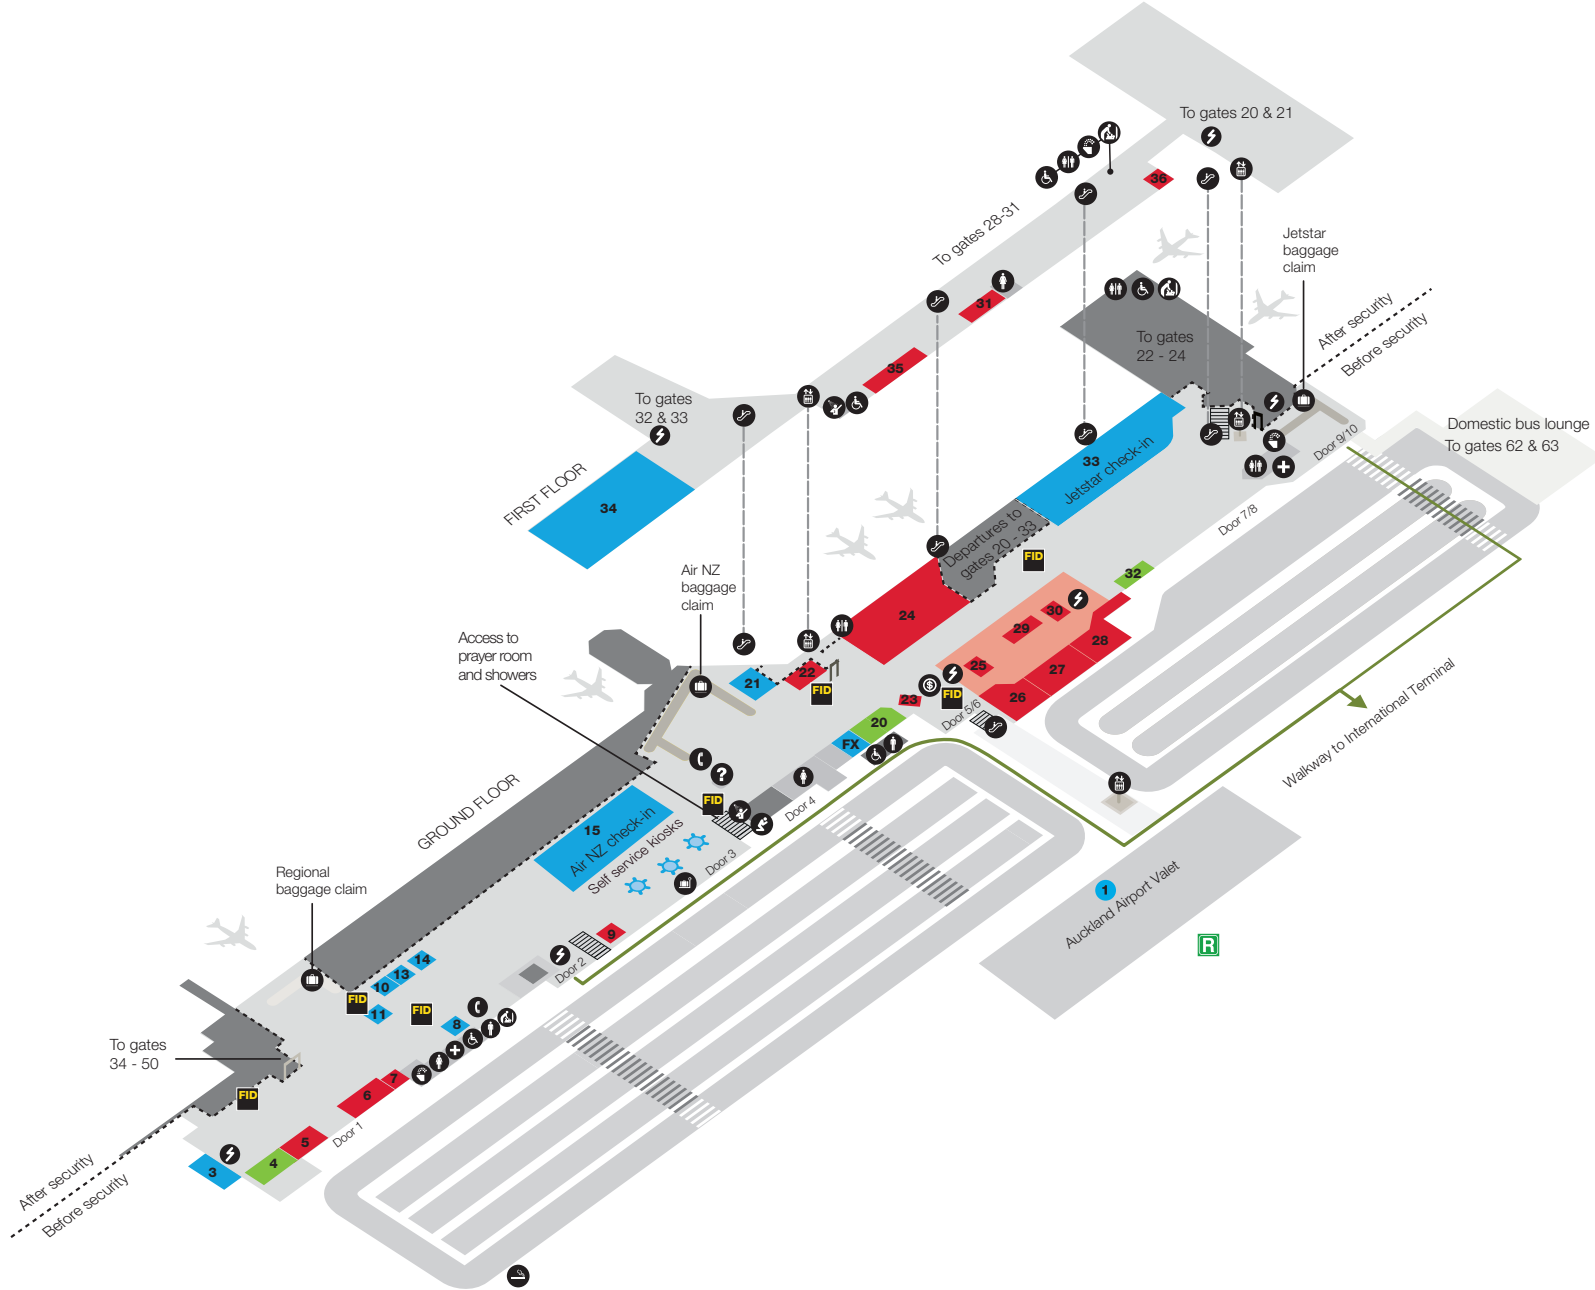 To gates 20 & 21
36
To gates 28-31
Jetstar
baggage
claim
31
After security
Before security
To gates
22 - 24
35
To gates
32 & 33
Domestic bus lounge
To gates 62 & 63
Door 9/10
33
Jetstar check-in
FIRST FLOOR
34
Door 7/8
Departures to
gates 20 - 33
FID
Air NZ
baggage
claim
32
30
24
29
28
Access to
prayer room
and showers
25
27
21
22
FID
23
FID
26
Door 5/6
20
FX
Walkway to International Terminal
?
GROUND FLOOR
FID
Door 4
15
Air NZ check-in
Self service kiosks
Door 3
Regional
baggage claim
1
Auckland Airport Valet
R
9
14
13
10
11
Door 2
FID
FID
8
To gates
34 - 50
7
6
FID
5
Door 1
4
3
After security
Before security